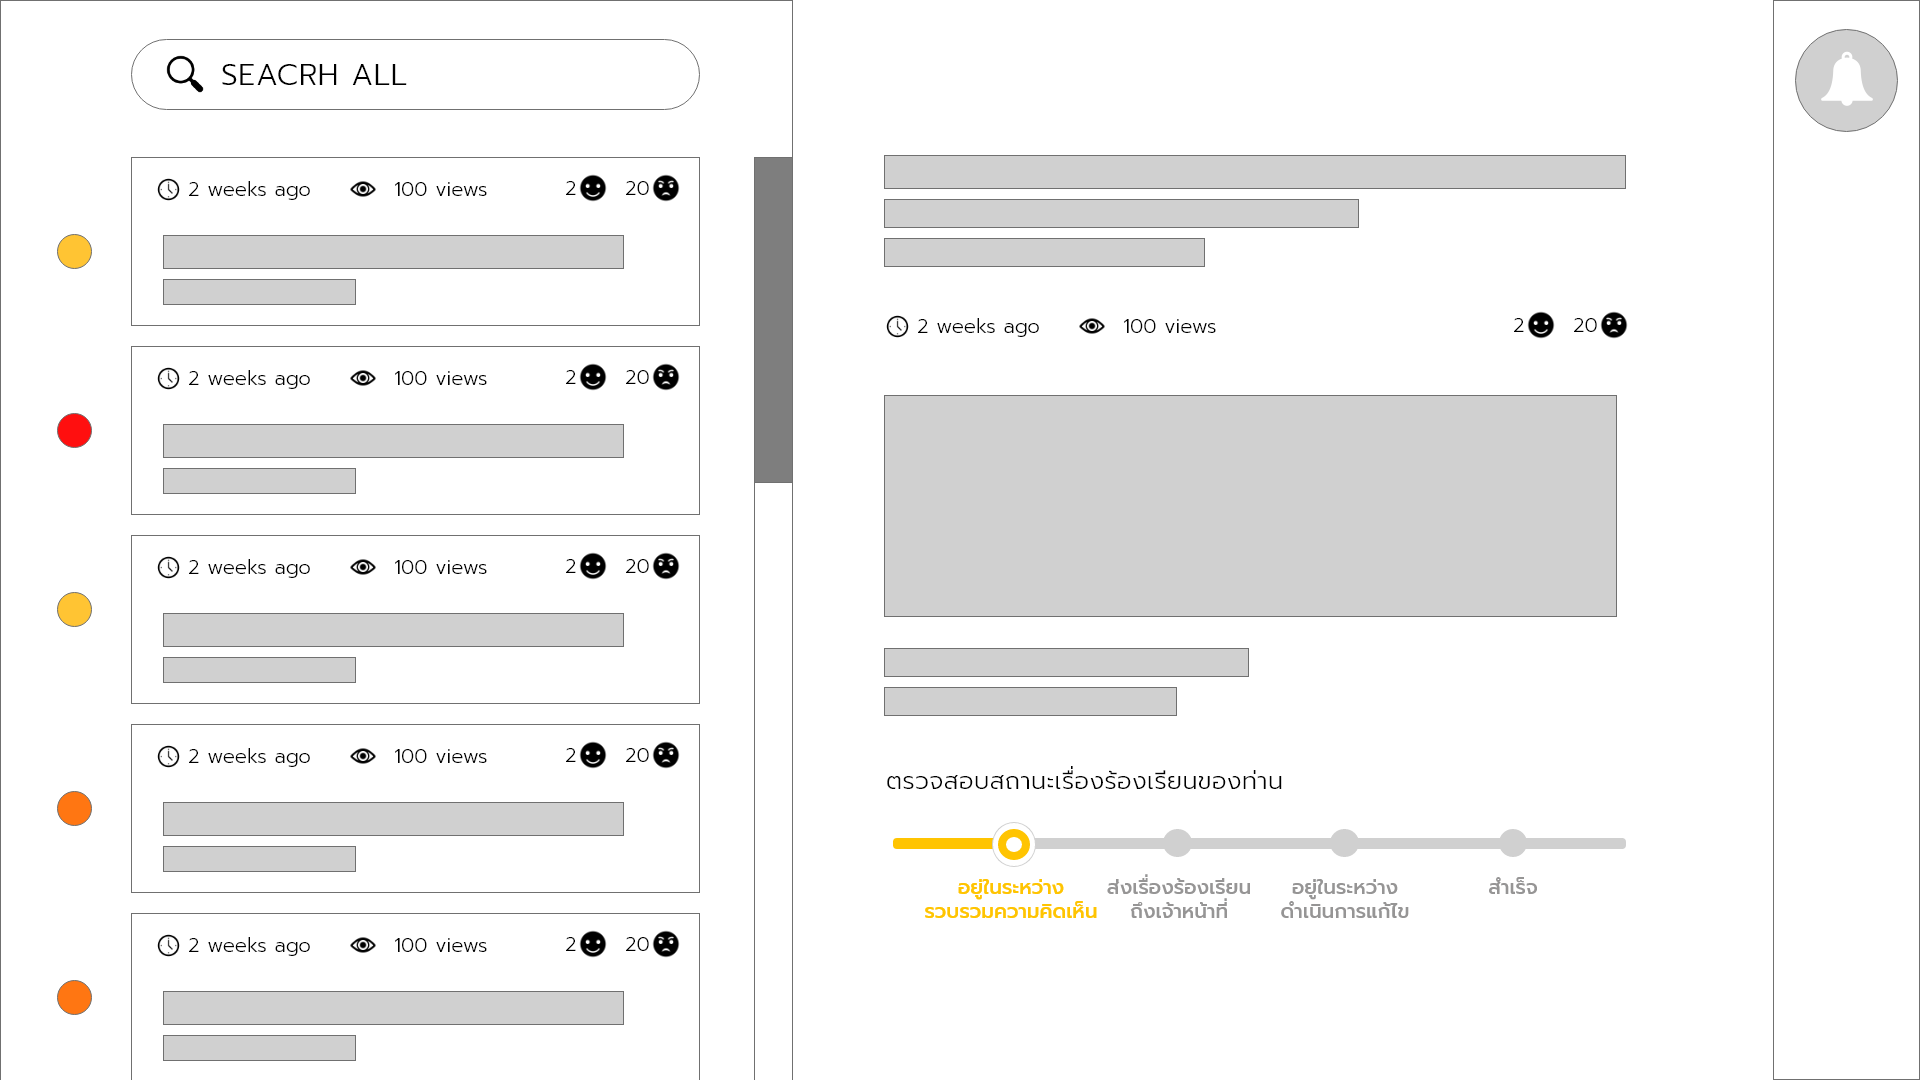 SEACRH ALL
2 weeks ago 100 views 2 20
2 weeks ago 100 views 2 20
2 weeks ago 100 views 2 20
2 weeks ago 100 views 2 20
2 weeks ago 100 views 2 20
2 weeks ago 100 views 2 20
ตรวจสอบสถานะเรื่องร้องเรียนของท่าน
อยู่ในระหว่าง
รวบรวมความคิดเห็น
ส่งเรื่องร้องเรียน
ถึงเจ้าหน้าที่
อยู่ในระหว่าง
ดำเนินการแก้ไข
สำเร็จ